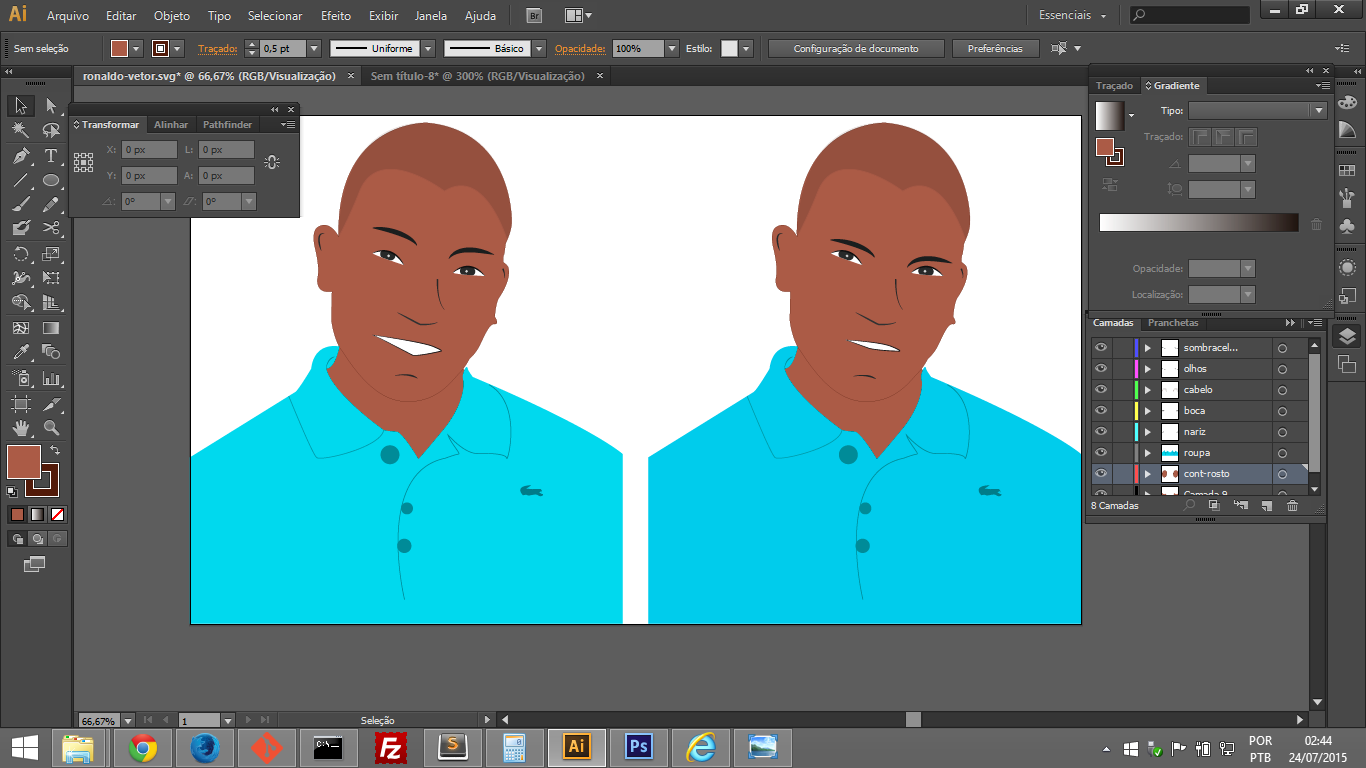 Ai Arquivo Editar Objeto Tipo Selecionar Efeito Exibir Janela Ajuda Br Essenciais
Sem seleção Traçado: 0,5 pt Uniforme Básico Opacidade: 100% Estilo: Configuração de documento Preferências
ronaldo-vetor.svg* @ 66,67% (RGB/Visualização) × Sem título-8* @ 300% (RGB/Visualização) ×
Transformar Alinhar Pathfinder
X: 0 px L: 0 px
Y: 0 px A: 0 px
0° 0°
Traçado Gradiente
Tipo:
Traçado:
Opacidade:
Localização:
Camadas Pranchetas
sombracel...
olhos
cabelo
boca
nariz
roupa
cont-rosto
Camada 9
8 Camadas
66,67% 1 Seleção
C:\_ Fz S Ai Ps
POR 02:44
PTB 24/07/2015